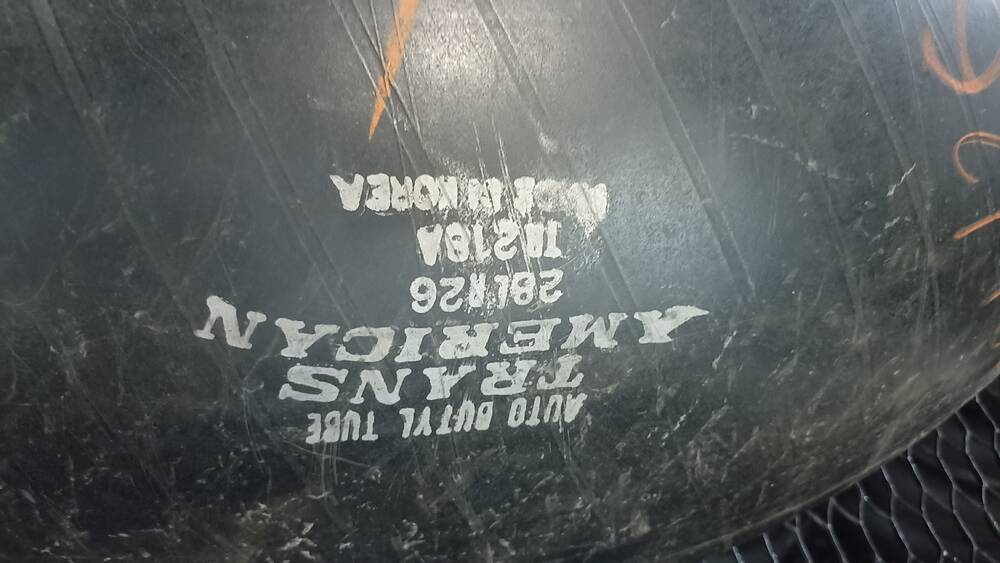 AUTO BUTYL TUBE
TRANS
AMERICAN
28LR26
TR218A
MADE IN KOREA